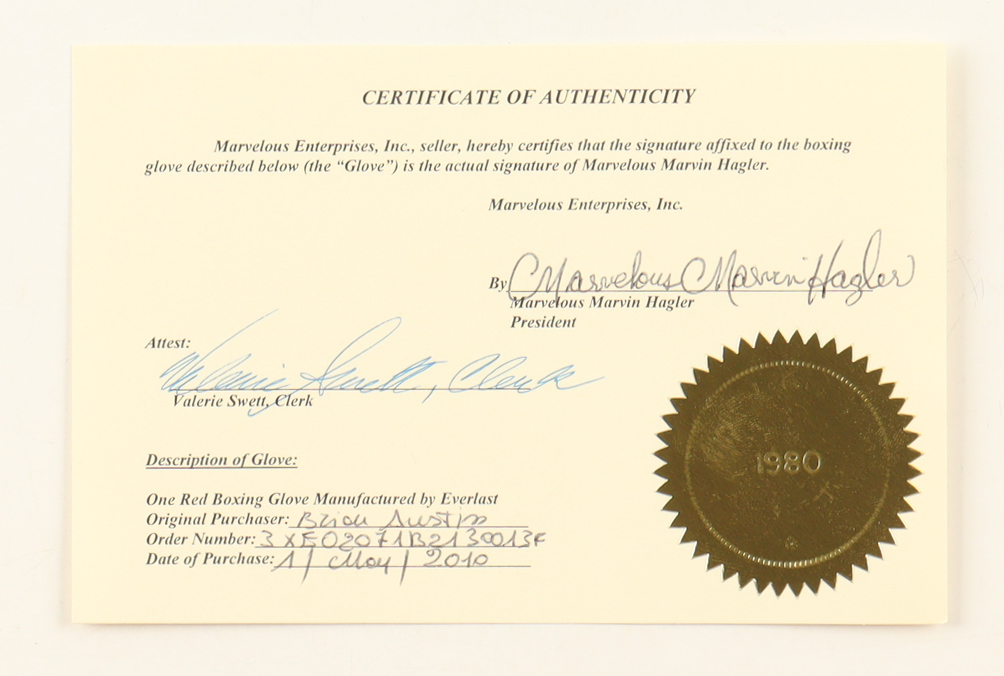 CERTIFICATE OF AUTHENTICITY
Marvelous Enterprises, Inc., seller, hereby certifies that the signature affixed to the boxing
glove described below (the “Glove”) is the actual signature of Marvelous Marvin Hagler.
Marvelous Enterprises, Inc.
By Marvelous Marvin Hagler
Marvelous Marvin Hagler
President
Attest:
Valerie Swett, Clerk
Valerie Swett, Clerk
1980
Description of Glove:
One Red Boxing Glove Manufactured by Everlast
Original Purchaser: Brian Austin
Order Number:
Date of Purchase: 1/May/2010